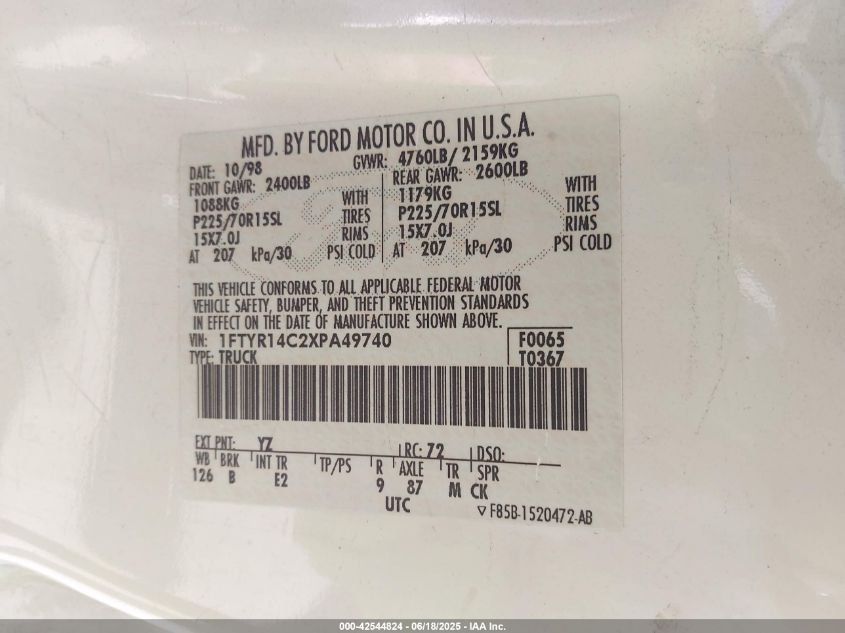 MFD. BY FORD MOTOR CO. IN U.S.A.
DATE: 10/98 GVWR: 4760LB/ 2159KG
FRONT GAWR: 2400LB REAR GAWR: 2600LB
1088KG WITH 1179KG WITH
P225/70R15SL TIRES P225/70R15SL TIRES
15X7.0J RIMS 15X7.0J RIMS
AT 207 kPa/30 PSI COLD AT 207 kPa/30 PSI COLD
THIS VEHICLE CONFORMS TO ALL APPLICABLE FEDERAL MOTOR
VEHICLE SAFETY, BUMPER, AND THEFT PREVENTION STANDARDS
IN EFFECT ON THE DATE OF MANUFACTURE SHOWN ABOVE.
VIN: 1FTYR14C2XPA49740 F0065
TYPE: TRUCK T0367
EXT PNT: YZ RC: 72 DSO:
WB BRK INT TR TP/PS R AXLE TR SPR
126 B E2 9 87 M CK
UTC
▽ F85B-1520472-AB
000-42544824 - 06/18/2025 - IAA Inc.